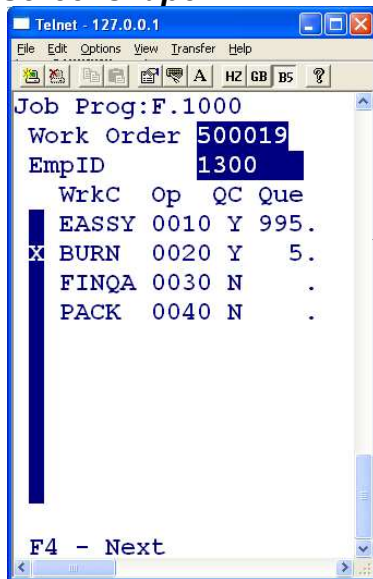 Telnet - 127.0.0.1
File Edit Options View Transfer Help
A HZ GB B5 ?
Job Prog:F.1000
Work Order 500019
EmpID 1300
WrkC Op QC Que
EASSY 0010 Y 995.
X BURN 0020 Y 5.
FINQA 0030 N .
PACK 0040 N .
F4 - Next